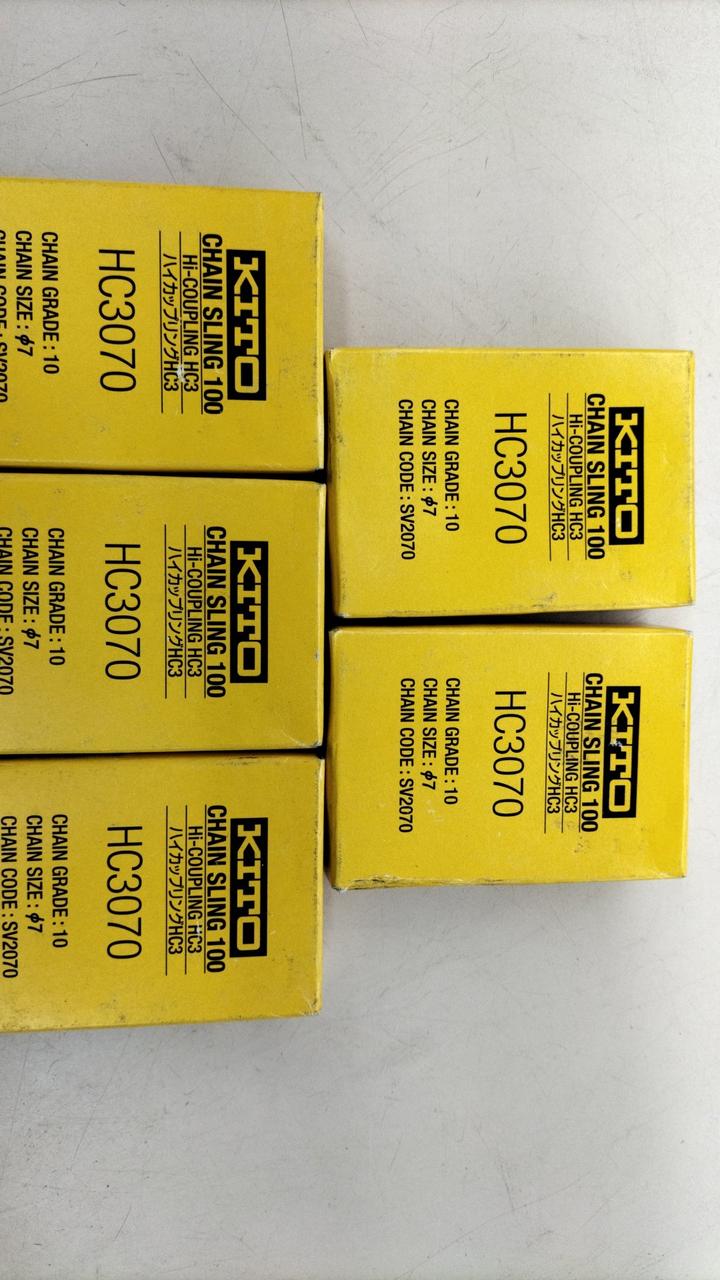 KITO
CHAIN SLING 100
Hi-COUPLING HC3
ハイカップリングHC3
HC3070
CHAIN GRADE : 10
CHAIN SIZE : ϕ7
CHAIN CODE : SV2070
KITO
CHAIN SLING 100
Hi-COUPLING HC3
ハイカップリングHC3
HC3070
CHAIN GRADE : 10
CHAIN SIZE : ϕ7
CHAIN CODE : SV2070
KITO
CHAIN SLING 100
Hi-COUPLING HC3
ハイカップリングHC3
HC3070
CHAIN GRADE : 10
CHAIN SIZE : ϕ7
CHAIN CODE : SV2070
KITO
CHAIN SLING 100
Hi-COUPLING HC3
ハイカップリングHC3
HC3070
CHAIN GRADE : 10
CHAIN SIZE : ϕ7
CHAIN CODE : SV2070
KITO
CHAIN SLING 100
Hi-COUPLING HC3
ハイカップリングHC3
HC3070
CHAIN GRADE : 10
CHAIN SIZE : ϕ7
CHAIN CODE : SV2070